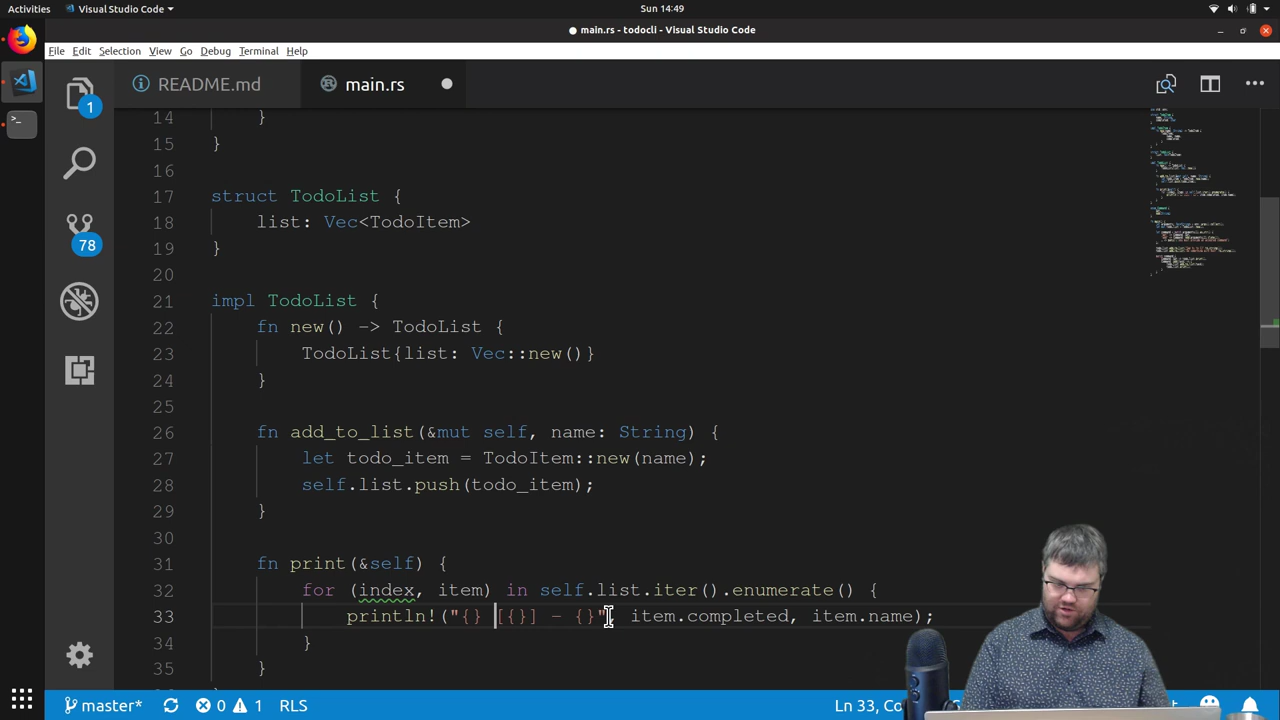 Activities Visual Studio Code Sun 14:49
main.rs - todocli - Visual Studio Code
File Edit Selection View Go Debug Terminal Help
README.md main.rs
1
78
14 }
15 }
16
17 struct TodoList {
18 list: Vec<TodoItem>
19 }
20
21 impl TodoList {
22 fn new() -> TodoList {
23 TodoList{list: Vec::new()}
24 }
25
26 fn add_to_list(&mut self, name: String) {
27 let todo_item = TodoItem::new(name);
28 self.list.push(todo_item);
29 }
30
31 fn print(&self) {
32 for (index, item) in self.list.iter().enumerate() {
33 println!("{} [{}] - {}", item.completed, item.name);
34 }
35 }
master* 0 1 RLS Ln 33,